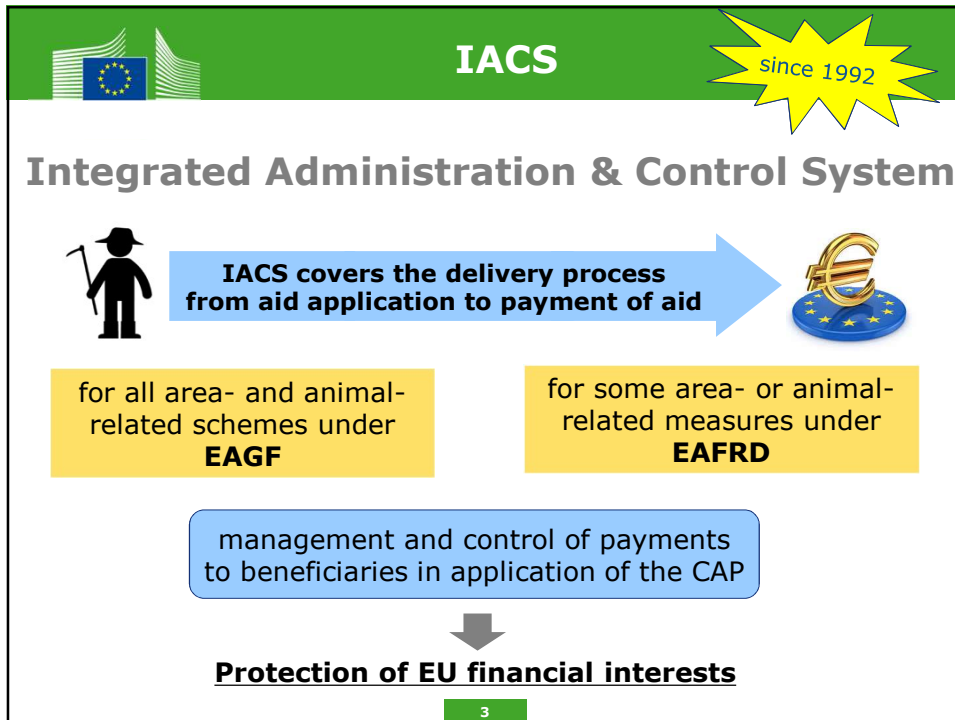 IACS
since 1992
Integrated Administration & Control System
IACS covers the delivery process
from aid application to payment of aid
for all area- and animal-
related schemes under
EAGF
for some area- or animal-
related measures under
EAFRD
management and control of payments
to beneficiaries in application of the CAP
Protection of EU financial interests
3